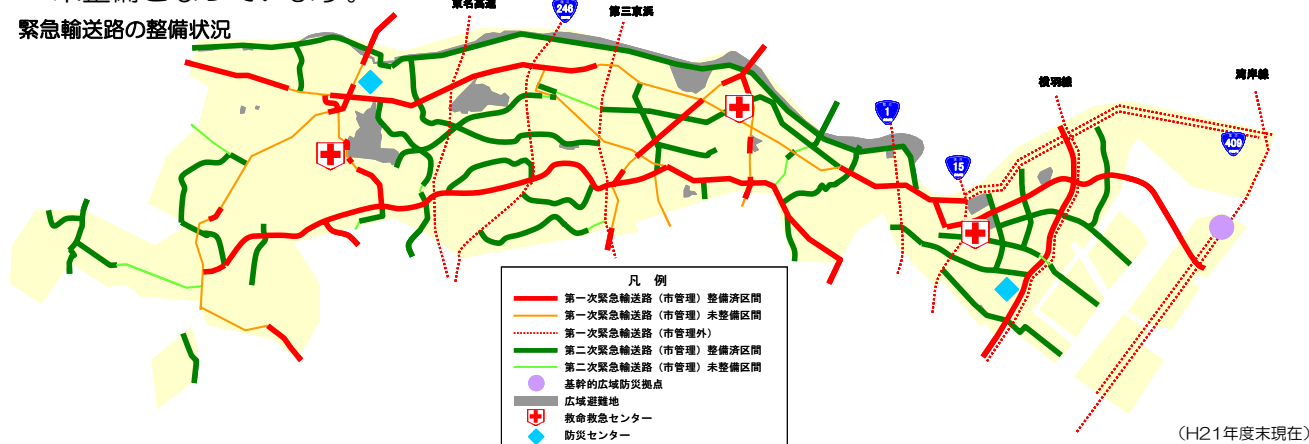 緊急輸送路の整備状況
東名高速
246
第三京浜
1
15
横羽線
湾岸線
409
凡 例
第一次緊急輸送路（市管理）整備済区間
第一次緊急輸送路（市管理）未整備区間
第一次緊急輸送路（市管理外）
第二次緊急輸送路（市管理）整備済区間
第二次緊急輸送路（市管理）未整備区間
基幹的広域防災拠点
広域避難地
救命救急センター
防災センター
（H21年度末現在）